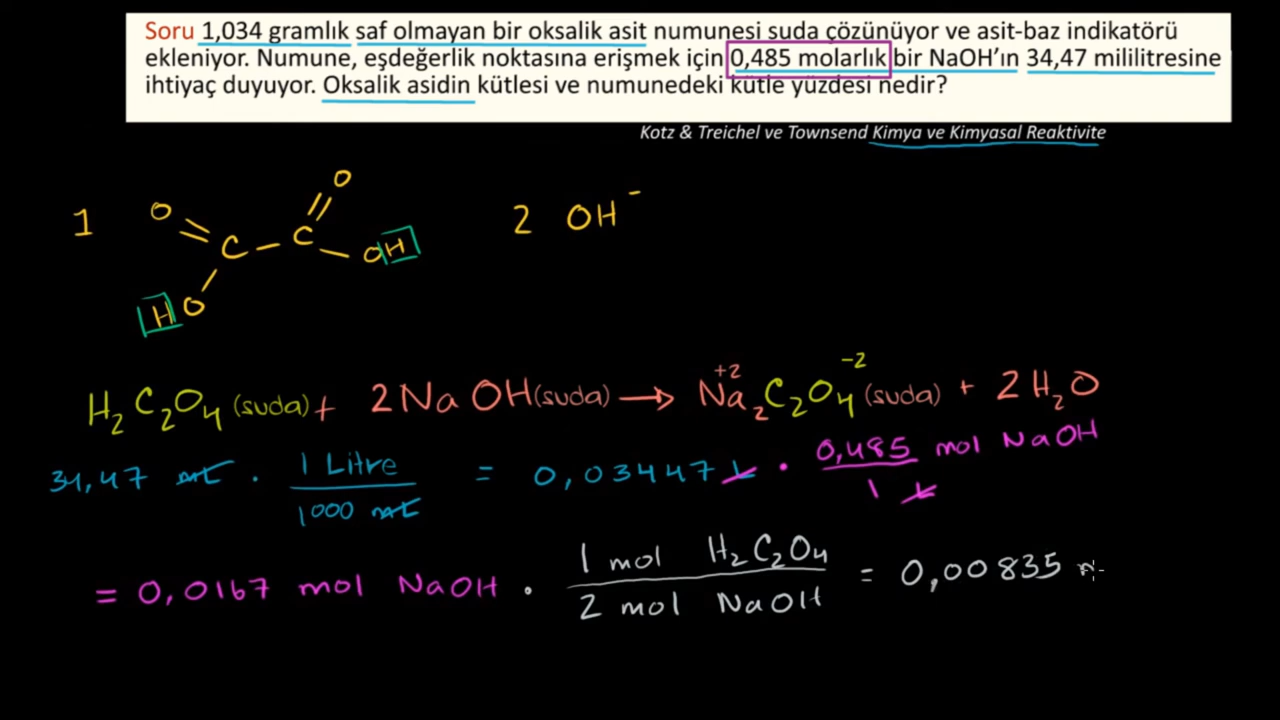 Soru 1,034 gramlık saf olmayan bir oksalik asit numunesi suda çözünüyor ve asit-baz indikatörü
ekleniyor. Numune, eşdeğerlik noktasına erişmek için 0,485 molarlık bir NaOH’ın 34,47 mililitresine
ihtiyaç duyuyor. Oksalik asidin kütlesi ve numunedeki kütle yüzdesi nedir?
Kotz & Treichel ve Townsend Kimya ve Kimyasal Reaktivite
1 O = C - C = O OH HO 2 OH⁻
H₂C₂O₄ (suda) + 2NaOH (suda) → Na₂⁺²C₂O₄⁻² (suda) + 2H₂O
34,47 mL · 1 Litre / 1000 mL = 0,03447 L · 0,485 mol NaOH / 1 L
= 0,0167 mol NaOH · 1 mol H₂C₂O₄ / 2 mol NaOH = 0,00835